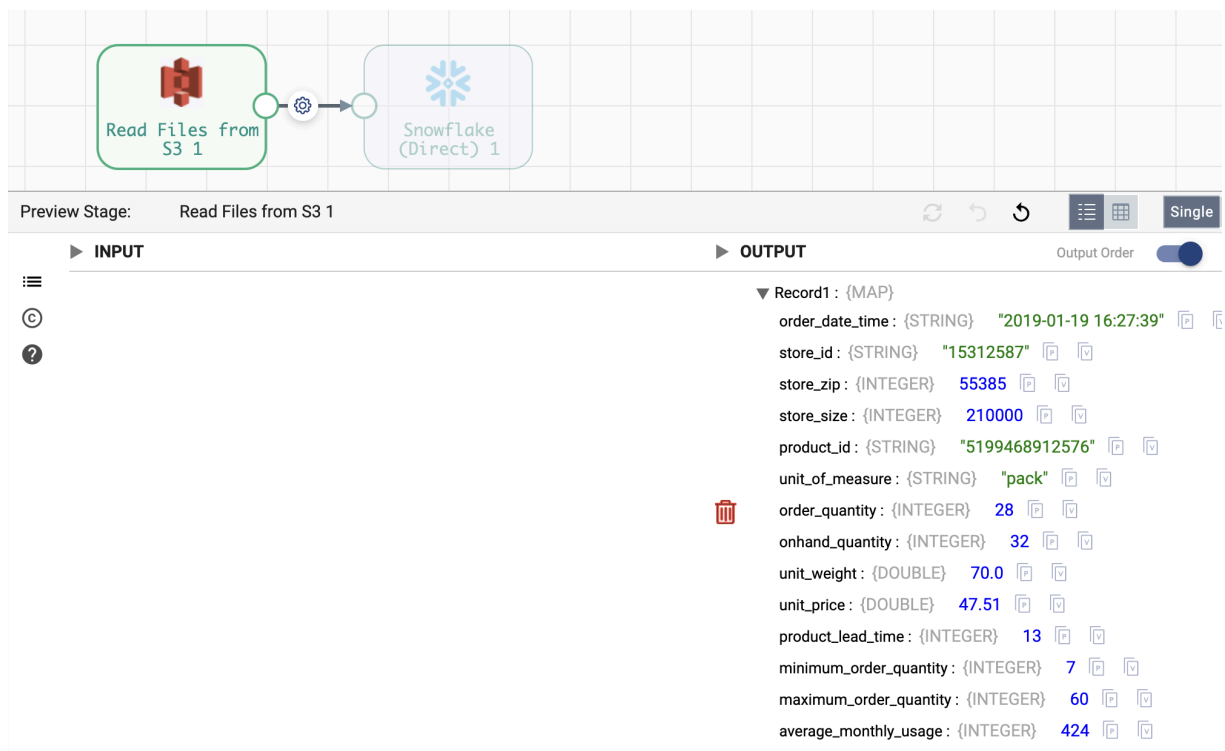 Read Files from
S3 1
Snowflake
(Direct) 1
Preview Stage: Read Files from S3 1
Single
INPUT
OUTPUT
Output Order
Record1 : {MAP}
order_date_time : {STRING} "2019-01-19 16:27:39" P V
store_id : {STRING} "15312587" P V
store_zip : {INTEGER} 55385 P V
store_size : {INTEGER} 210000 P V
product_id : {STRING} "5199468912576" P V
unit_of_measure : {STRING} "pack" P V
order_quantity : {INTEGER} 28 P V
onhand_quantity : {INTEGER} 32 P V
unit_weight : {DOUBLE} 70.0 P V
unit_price : {DOUBLE} 47.51 P V
product_lead_time : {INTEGER} 13 P V
minimum_order_quantity : {INTEGER} 7 P V
maximum_order_quantity : {INTEGER} 60 P V
average_monthly_usage : {INTEGER} 424 P V